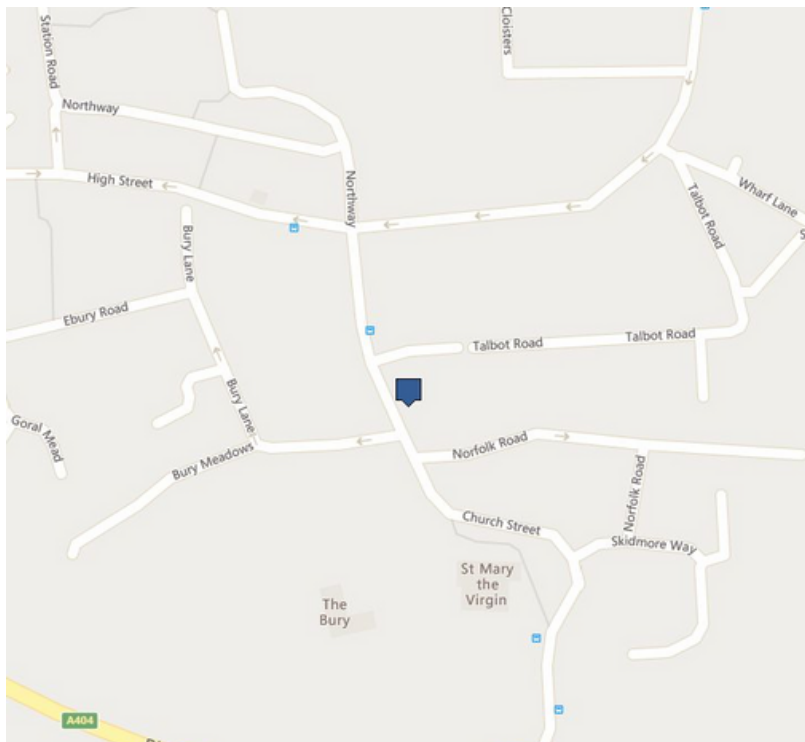 Station Road
Cloisters
Northway
High Street
Northway
Wharf Lane
Talbot Road
Bury Lane
Ebury Road
Talbot Road
Talbot Road
Bury Lane
Goral Mead
Bury Meadows
Norfolk Road
Norfolk Road
Church Street
Skidmore Way
St Mary
the
Virgin
The
Bury
A404